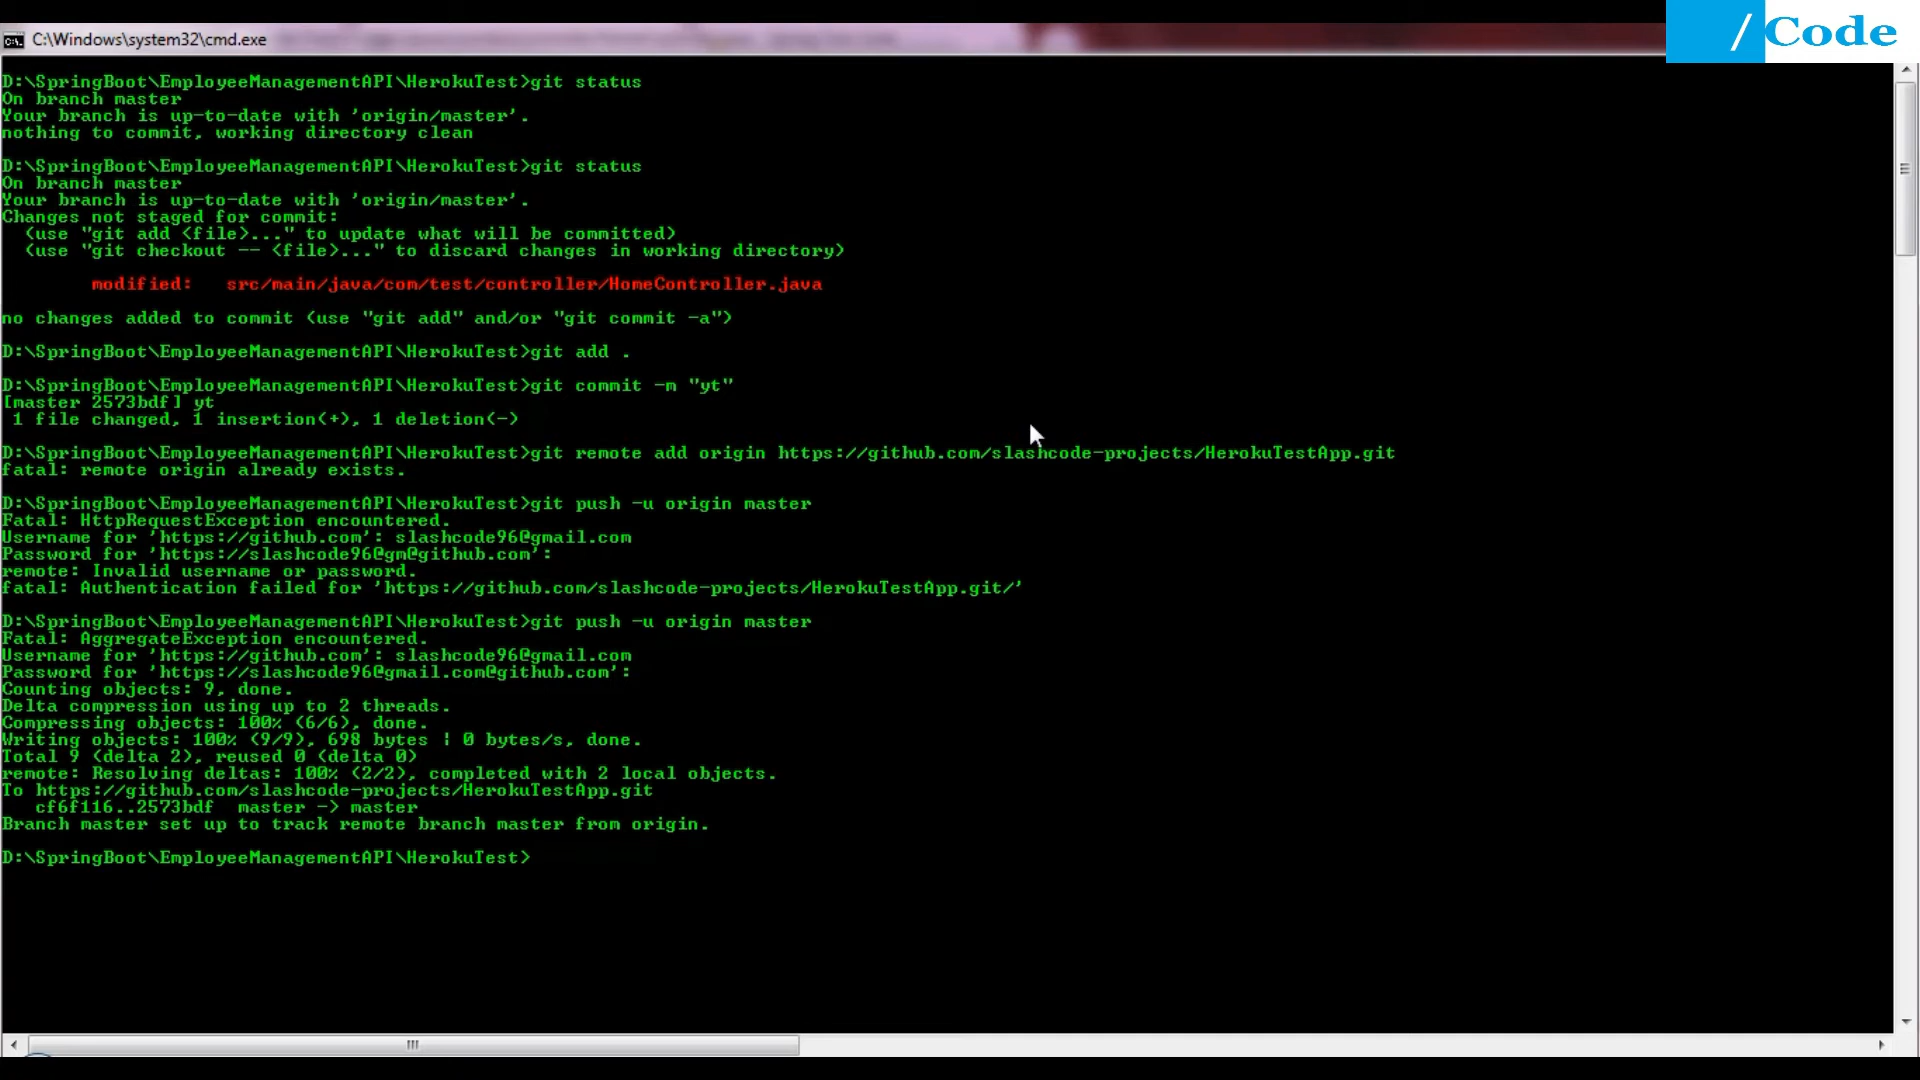 C:\Windows\system32\cmd.exe
/Code
D:\SpringBoot\EmployeeManagementAPI\HerokuTest>git status
On branch master
Your branch is up-to-date with 'origin/master'.
nothing to commit, working directory clean
D:\SpringBoot\EmployeeManagementAPI\HerokuTest>git status
On branch master
Your branch is up-to-date with 'origin/master'.
Changes not staged for commit:
(use "git add <file>..." to update what will be committed)
(use "git checkout -- <file>..." to discard changes in working directory)
modified:   src/main/java/com/test/controller/HomeController.java
no changes added to commit (use "git add" and/or "git commit -a")
D:\SpringBoot\EmployeeManagementAPI\HerokuTest>git add .
D:\SpringBoot\EmployeeManagementAPI\HerokuTest>git commit -m "yt"
[master 2573bdf] yt
1 file changed, 1 insertion(+), 1 deletion(-)
D:\SpringBoot\EmployeeManagementAPI\HerokuTest>git remote add origin https://github.com/slashcode-projects/HerokuTestApp.git
fatal: remote origin already exists.
D:\SpringBoot\EmployeeManagementAPI\HerokuTest>git push -u origin master
Fatal: HttpRequestException encountered.
Username for 'https://github.com': slashcode96@gmail.com
Password for 'https://slashcode96@gm@github.com':
remote: Invalid username or password.
fatal: Authentication failed for 'https://github.com/slashcode-projects/HerokuTestApp.git/'
D:\SpringBoot\EmployeeManagementAPI\HerokuTest>git push -u origin master
Fatal: AggregateException encountered.
Username for 'https://github.com': slashcode96@gmail.com
Password for 'https://slashcode96@gmail.com@github.com':
Counting objects: 9, done.
Delta compression using up to 2 threads.
Compressing objects: 100% (6/6), done.
Writing objects: 100% (9/9), 698 bytes | 0 bytes/s, done.
Total 9 (delta 2), reused 0 (delta 0)
remote: Resolving deltas: 100% (2/2), completed with 2 local objects.
To https://github.com/slashcode-projects/HerokuTestApp.git
cf6f116..2573bdf  master -> master
Branch master set up to track remote branch master from origin.
D:\SpringBoot\EmployeeManagementAPI\HerokuTest>